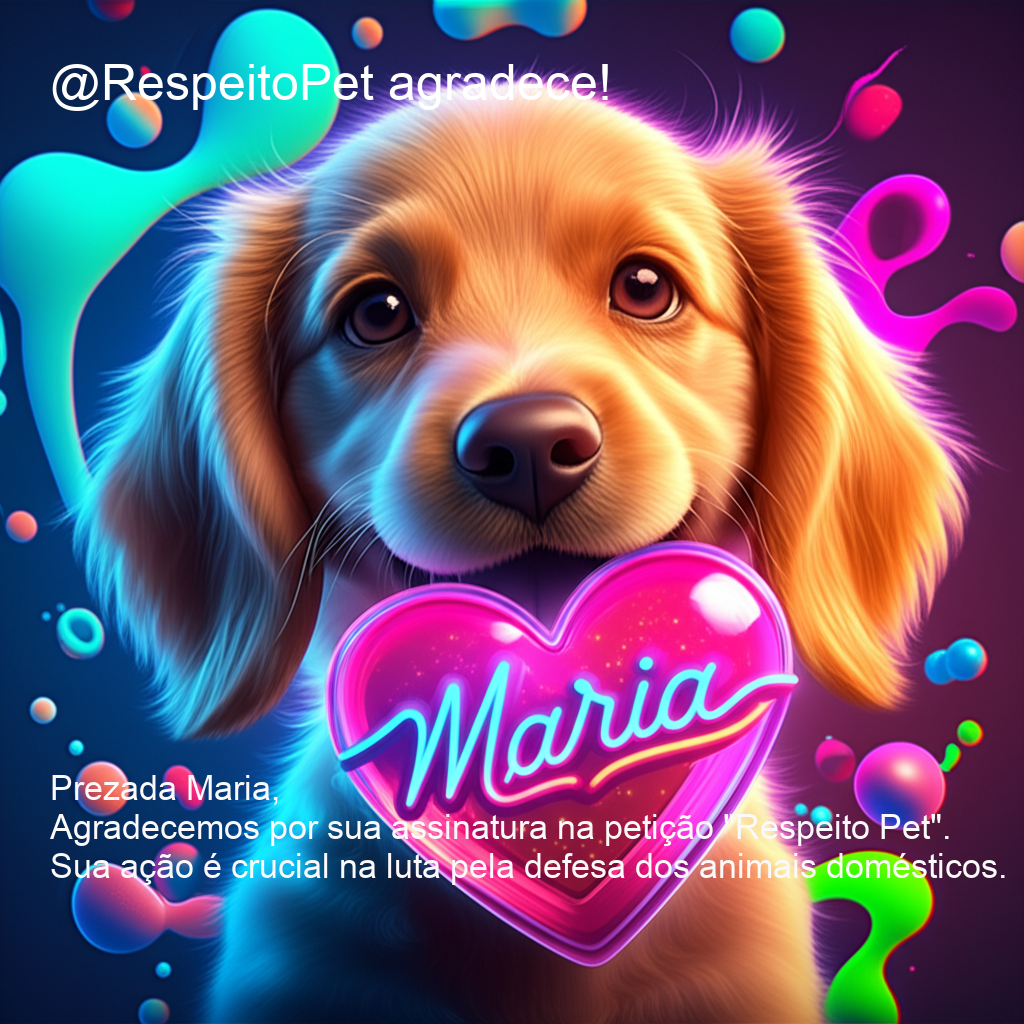 @RespeitoPet agradece!
Maria
Prezada Maria,
Agradecemos por sua assinatura na petição "Respeito Pet".
Sua ação é crucial na luta pela defesa dos animais domésticos.